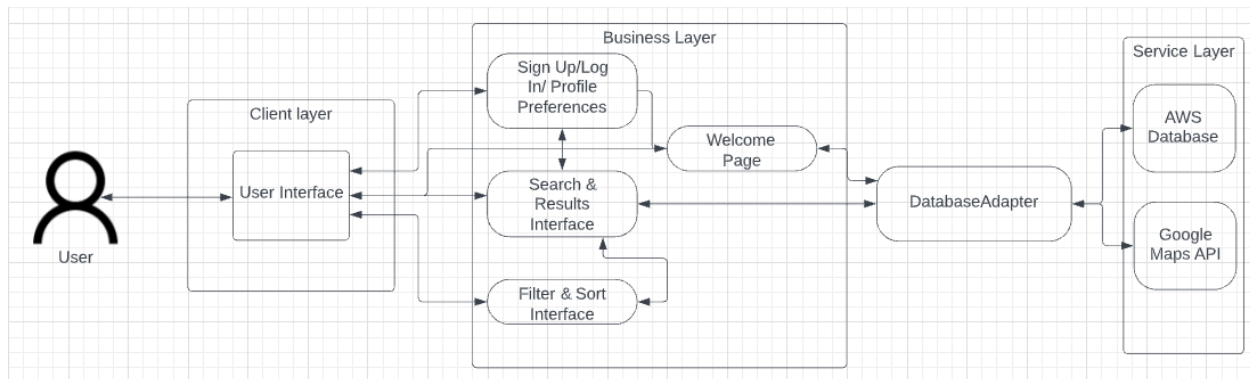 Business Layer
Service Layer
Sign Up/Log
In/ Profile
Preferences
Client layer
AWS
Database
Welcome
Page
User Interface
Search &
Results
Interface
DatabaseAdapter
User
Google
Maps API
Filter & Sort
Interface